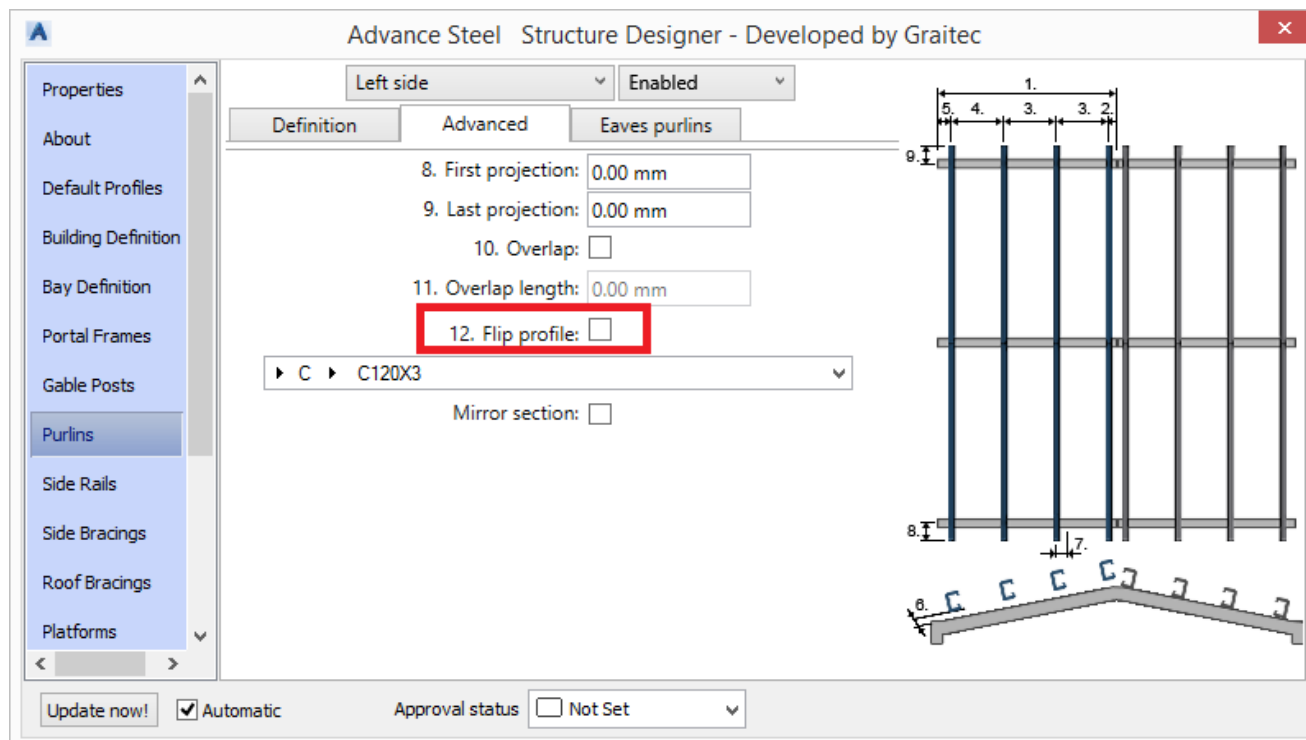 Advance Steel   Structure Designer - Developed by Graitec
Properties
About
Default Profiles
Building Definition
Bay Definition
Portal Frames
Gable Posts
Purlins
Side Rails
Side Bracings
Roof Bracings
Platforms
Left side
Enabled
Definition
Advanced
Eaves purlins
8. First projection: 0.00 mm
9. Last projection: 0.00 mm
10. Overlap:
11. Overlap length: 0.00 mm
12. Flip profile:
C C120X3
Mirror section:
1.
5. 4. 3. 3. 2.
9.
8.
7.
6.
Update now!
Automatic
Approval status
Not Set